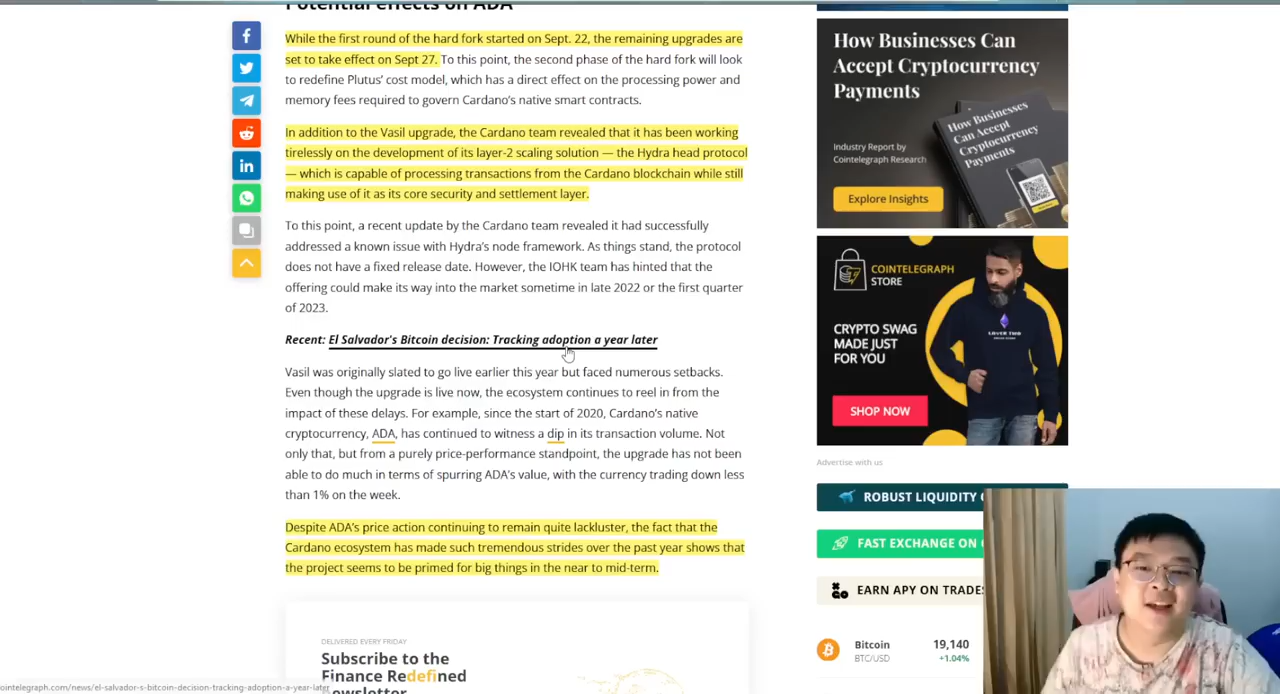 Potential effects on ADA
While the first round of the hard fork started on Sept. 22, the remaining upgrades are
set to take effect on Sept 27. To this point, the second phase of the hard fork will look
to redefine Plutus' cost model, which has a direct effect on the processing power and
memory fees required to govern Cardano's native smart contracts.
In addition to the Vasil upgrade, the Cardano team revealed that it has been working
tirelessly on the development of its layer-2 scaling solution — the Hydra head protocol
— which is capable of processing transactions from the Cardano blockchain while still
making use of it as its core security and settlement layer.
To this point, a recent update by the Cardano team revealed it had successfully
addressed a known issue with Hydra's node framework. As things stand, the protocol
does not have a fixed release date. However, the IOHK team has hinted that the
offering could make its way into the market sometime in late 2022 or the first quarter
of 2023.
Recent: El Salvador's Bitcoin decision: Tracking adoption a year later
Vasil was originally slated to go live earlier this year but faced numerous setbacks.
Even though the upgrade is live now, the ecosystem continues to reel in from the
impact of these delays. For example, since the start of 2020, Cardano's native
cryptocurrency, ADA, has continued to witness a dip in its transaction volume. Not
only that, but from a purely price-performance standpoint, the upgrade has not been
able to do much in terms of spurring ADA's value, with the currency trading down less
than 1% on the week.
Despite ADA's price action continuing to remain quite lackluster, the fact that the
Cardano ecosystem has made such tremendous strides over the past year shows that
the project seems to be primed for big things in the near to mid-term.
DELIVERED EVERY FRIDAY
Subscribe to the
Finance Redefined
newsletter
cointelegraph.com/news/el-salvador-s-bitcoin-decision-tracking-adoption-a-year-later
How Businesses Can
Accept Cryptocurrency
Payments
Industry Report by
Cointelegraph Research
Explore Insights
How Businesses
Can Accept
Cryptocurrency
Payments
COINTELEGRAPH
STORE
CRYPTO SWAG
MADE JUST
FOR YOU
LAYER TWO
SHOP NOW
Advertise with us
ROBUST LIQUIDITY
FAST EXCHANGE ON
EARN APY ON TRADES
Bitcoin
BTC/USD
19,140
+1.04%